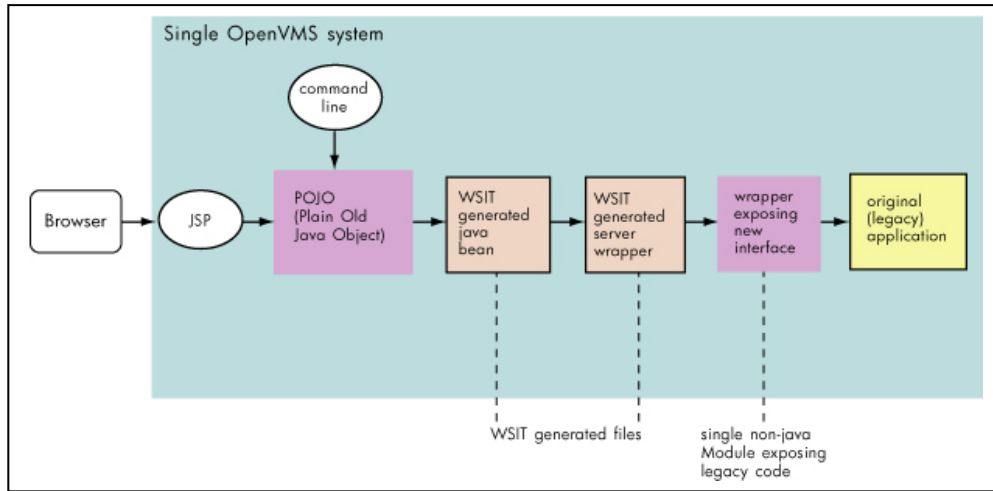 Single OpenVMS system
command
line
Browser
JSP
POJO
(Plain Old
Java Object)
WSIT
generated
java
bean
WSIT
generated
server
wrapper
wrapper
exposing
new
interface
original
(legacy)
application
WSIT generated files
single non-java
Module exposing
legacy code